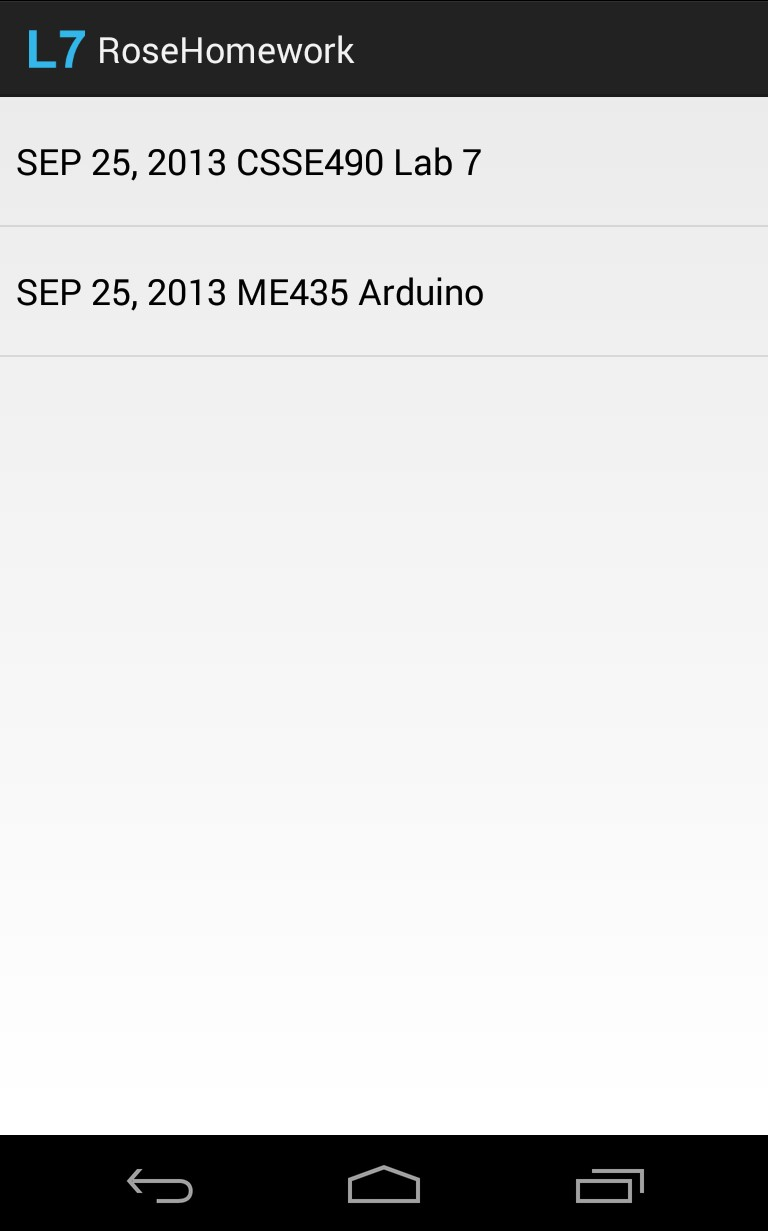 L7 RoseHomework
SEP 25, 2013 CSSE490 Lab 7
SEP 25, 2013 ME435 Arduino